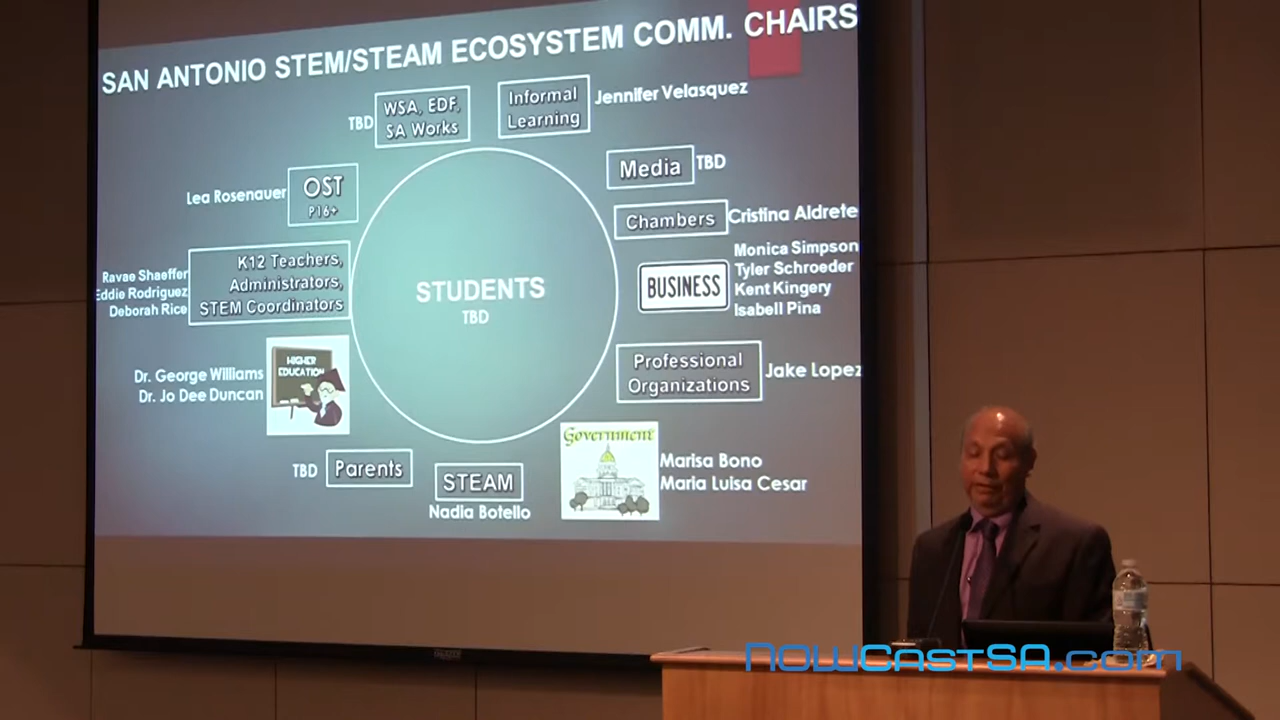 SAN ANTONIO STEM/STEAM ECOSYSTEM COMM. CHAIRS
TBD
WSA, EDF,
SA Works
Informal
Learning
Jennifer Velasquez
Media
TBD
Lea Rosenauer
OST
P16+
Chambers
Cristina Aldrete
Ravae Shaeffer
Eddie Rodriguez
Deborah Rice
K12 Teachers,
Administrators,
STEM Coordinators
STUDENTS
TBD
BUSINESS
Monica Simpson
Tyler Schroeder
Kent Kingery
Isabell Pina
Professional
Organizations
Jake Lopez
Dr. George Williams
Dr. Jo Dee Duncan
HIGHER
EDUCATION
TBD
Parents
STEAM
Nadia Botello
Government
Marisa Bono
Maria Luisa Cesar
NOWCastSA.com